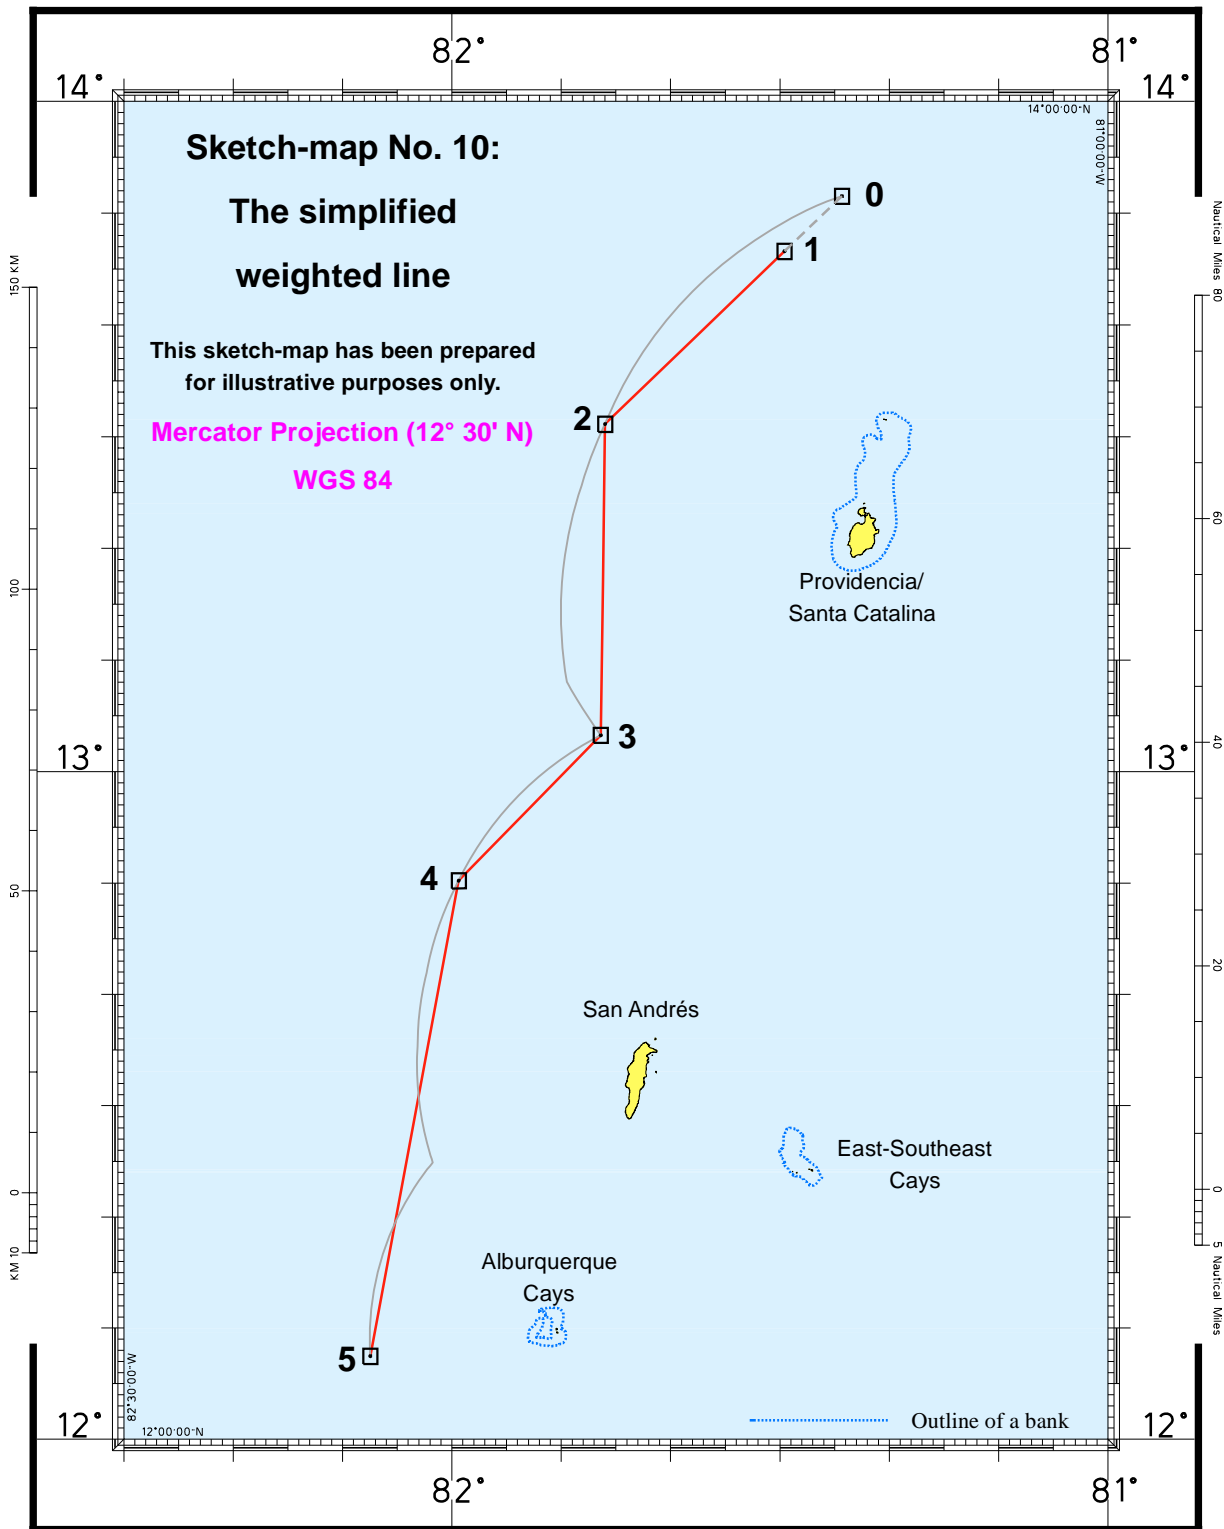 82°
81°
14°
14°
14°00'00"N
81°00'00"W
Sketch-map No. 10:
The simplified
weighted line
This sketch-map has been prepared
for illustrative purposes only.
Mercator Projection (12° 30' N)
WGS 84
0
1
2
3
4
5
Providencia/
Santa Catalina
San Andrés
East-Southeast
Cays
Alburquerque
Cays
13°
13°
150 KM
100
50
0
KM 10
Nautical Miles 80
60
40
20
0
5 Nautical Miles
82°30'00"W
12°00'00"N
Outline of a bank
12°
12°
82°
81°